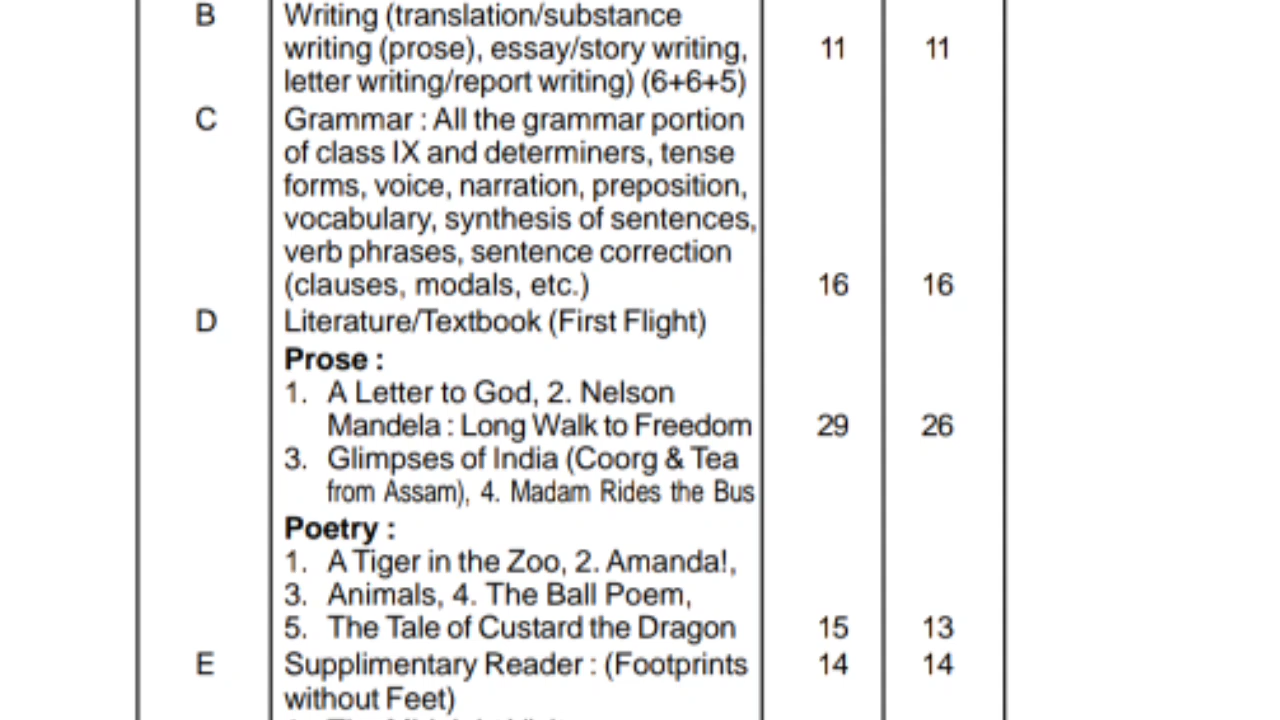 B Writing (translation/substance
writing (prose), essay/story writing, 11 11
letter writing/report writing) (6+6+5)
C Grammar : All the grammar portion
of class IX and determiners, tense
forms, voice, narration, preposition,
vocabulary, synthesis of sentences,
verb phrases, sentence correction
(clauses, modals, etc.) 16 16
D Literature/Textbook (First Flight)
Prose :
1. A Letter to God, 2. Nelson
Mandela : Long Walk to Freedom 29 26
3. Glimpses of India (Coorg & Tea
from Assam), 4. Madam Rides the Bus
Poetry :
1. A Tiger in the Zoo, 2. Amanda!,
3. Animals, 4. The Ball Poem,
5. The Tale of Custard the Dragon 15 13
E Supplimentary Reader : (Footprints 14 14
without Feet)